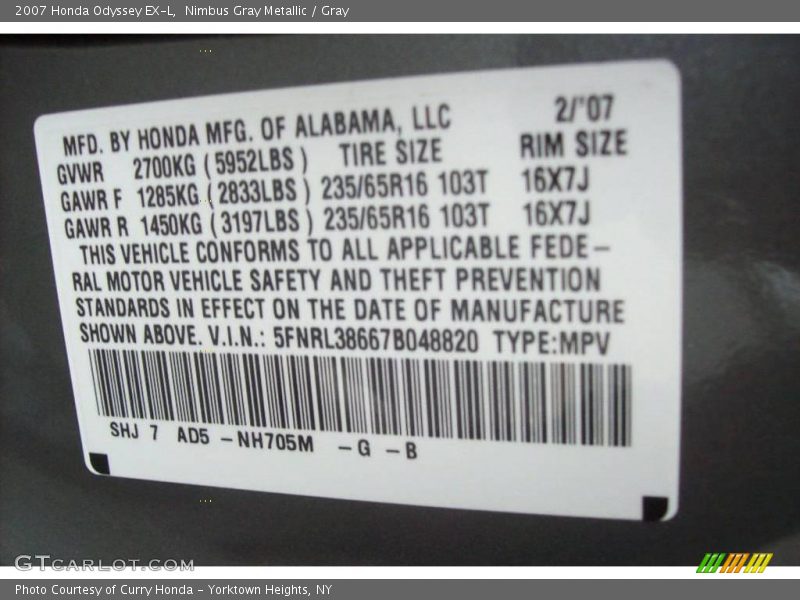 2007 Honda Odyssey EX-L, Nimbus Gray Metallic / Gray
MFD. BY HONDA MFG. OF ALABAMA, LLC 2/'07
GVWR 2700KG (5952LBS) TIRE SIZE RIM SIZE
GAWR F 1285KG (2833LBS) 235/65R16 103T 16X7J
GAWR R 1450KG (3197LBS) 235/65R16 103T 16X7J
THIS VEHICLE CONFORMS TO ALL APPLICABLE FEDE-
RAL MOTOR VEHICLE SAFETY AND THEFT PREVENTION
STANDARDS IN EFFECT ON THE DATE OF MANUFACTURE
SHOWN ABOVE. V.I.N.: 5FNRL38667B048820 TYPE:MPV
SHJ 7 AD5 -NH705M -G -B
GTCARLOT.COM
Photo Courtesy of Curry Honda - Yorktown Heights, NY